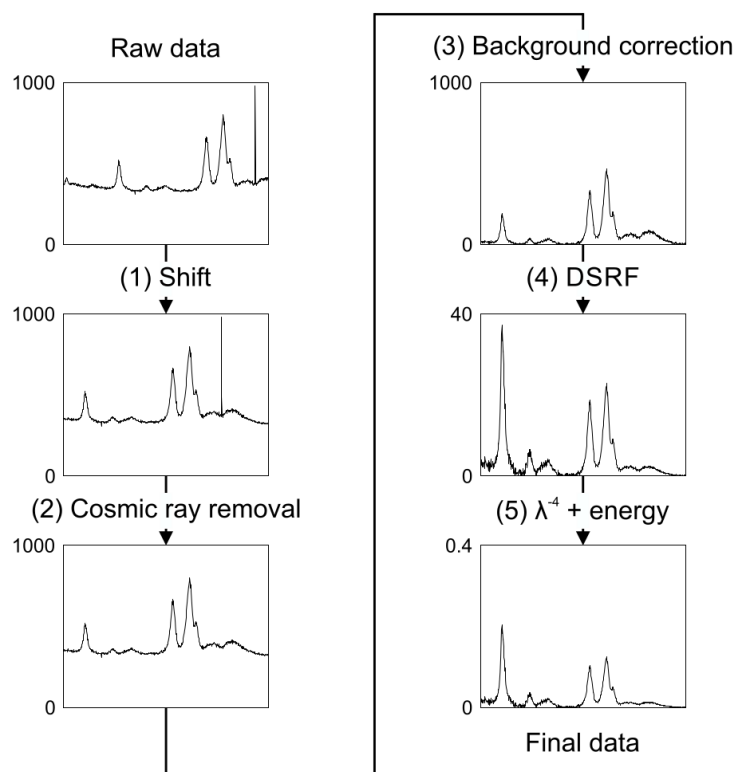 Raw data
1000
0
(1) Shift
1000
0
(2) Cosmic ray removal
1000
0
(3) Background correction
1000
0
(4) DSRF
40
0
(5) λ⁻⁴ + energy
0.4
0
Final data